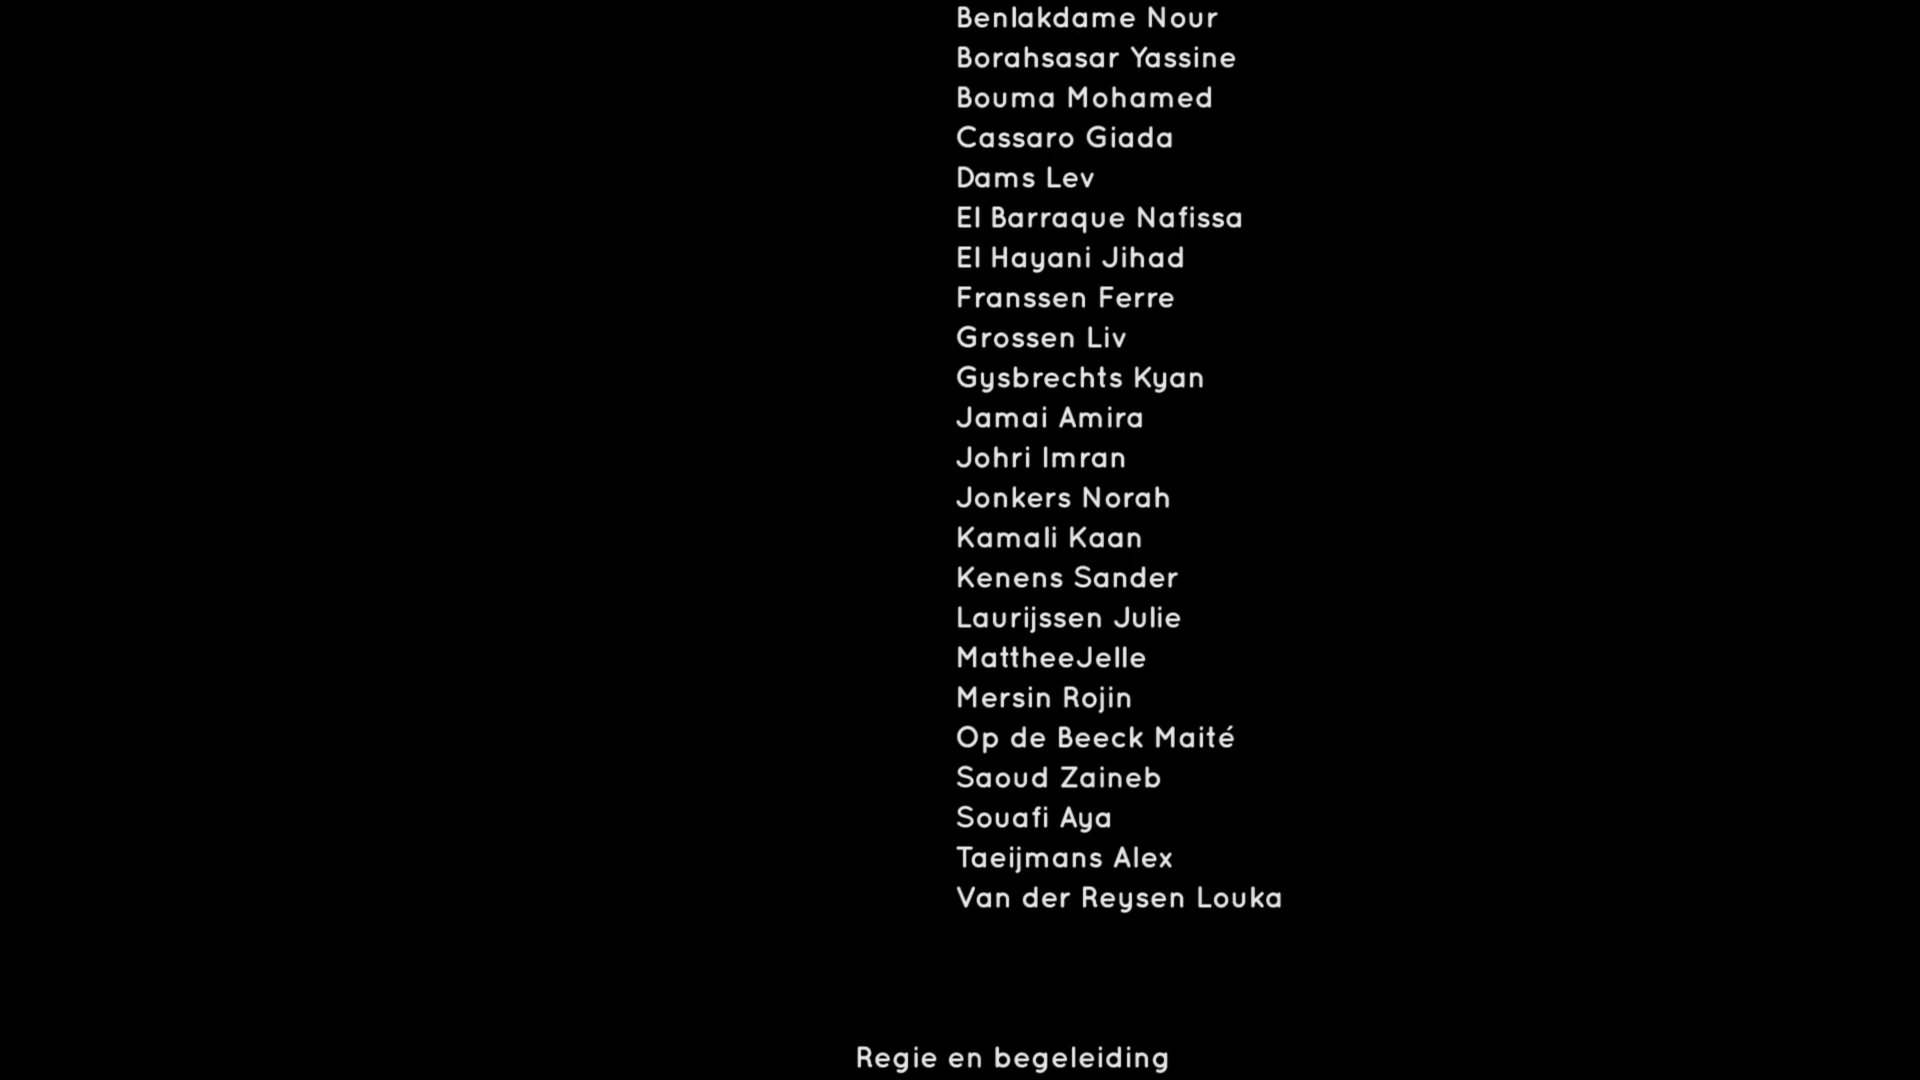 Benlakdame Nour
Borahsasar Yassine
Bouma Mohamed
Cassaro Giada
Dams Lev
El Barraque Nafissa
El Hayani Jihad
Franssen Ferre
Grossen Liv
Gysbrechts Kyan
Jamai Amira
Johri Imran
Jonkers Norah
Kamali Kaan
Kenens Sander
Laurijssen Julie
MattheeJelle
Mersin Rojin
Op de Beeck Maité
Saoud Zaineb
Souafi Aya
Taeijmans Alex
Van der Reysen Louka
Regie en begeleiding